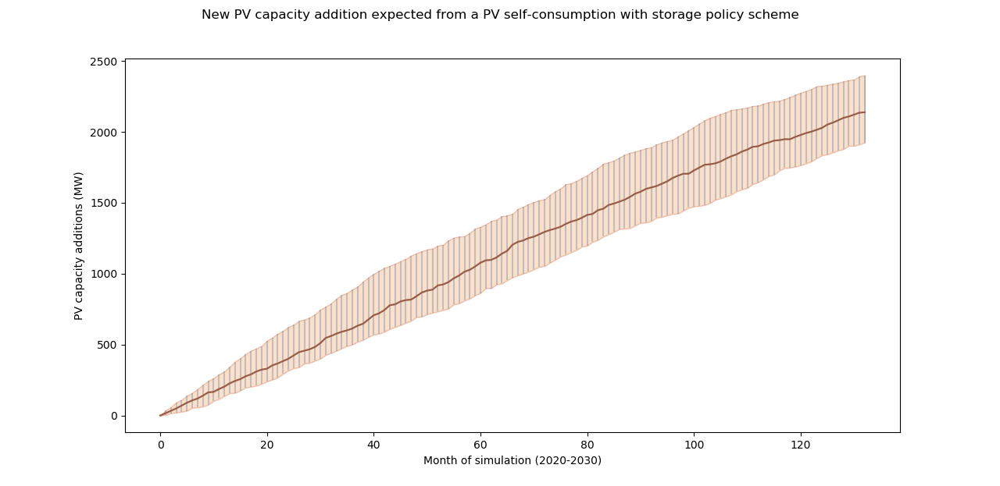 New PV capacity addition expected from a PV self-consumption with storage policy scheme
2500
2000
1500
1000
500
0
PV capacity additions (MW)
0 20 40 60 80 100 120
Month of simulation (2020-2030)